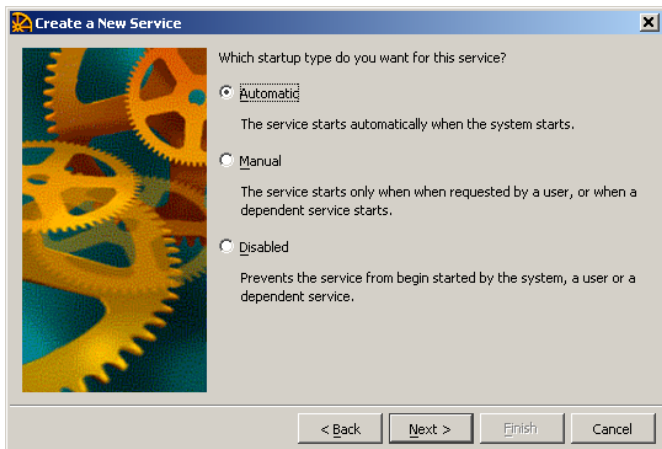 Create a New Service
Which startup type do you want for this service?
Automatic
The service starts automatically when the system starts.
Manual
The service starts only when when requested by a user, or when a
dependent service starts.
Disabled
Prevents the service from begin started by the system, a user or a
dependent service.
< Back
Next >
Finish
Cancel